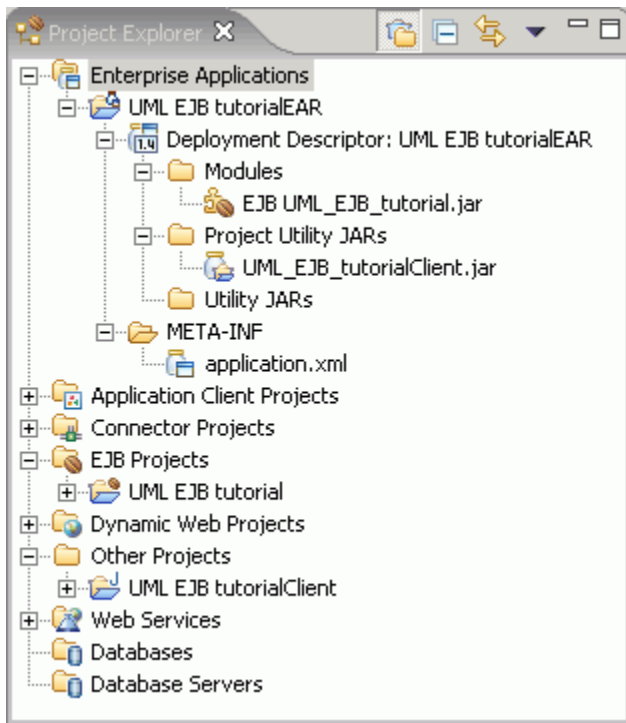 Project Explorer
Enterprise Applications
UML EJB tutorialEAR
1.4 Deployment Descriptor: UML EJB tutorialEAR
Modules
EJB UML_EJB_tutorial.jar
Project Utility JARs
UML_EJB_tutorialClient.jar
Utility JARs
META-INF
application.xml
Application Client Projects
Connector Projects
EJB Projects
UML EJB tutorial
Dynamic Web Projects
Other Projects
UML EJB tutorialClient
Web Services
Databases
Database Servers